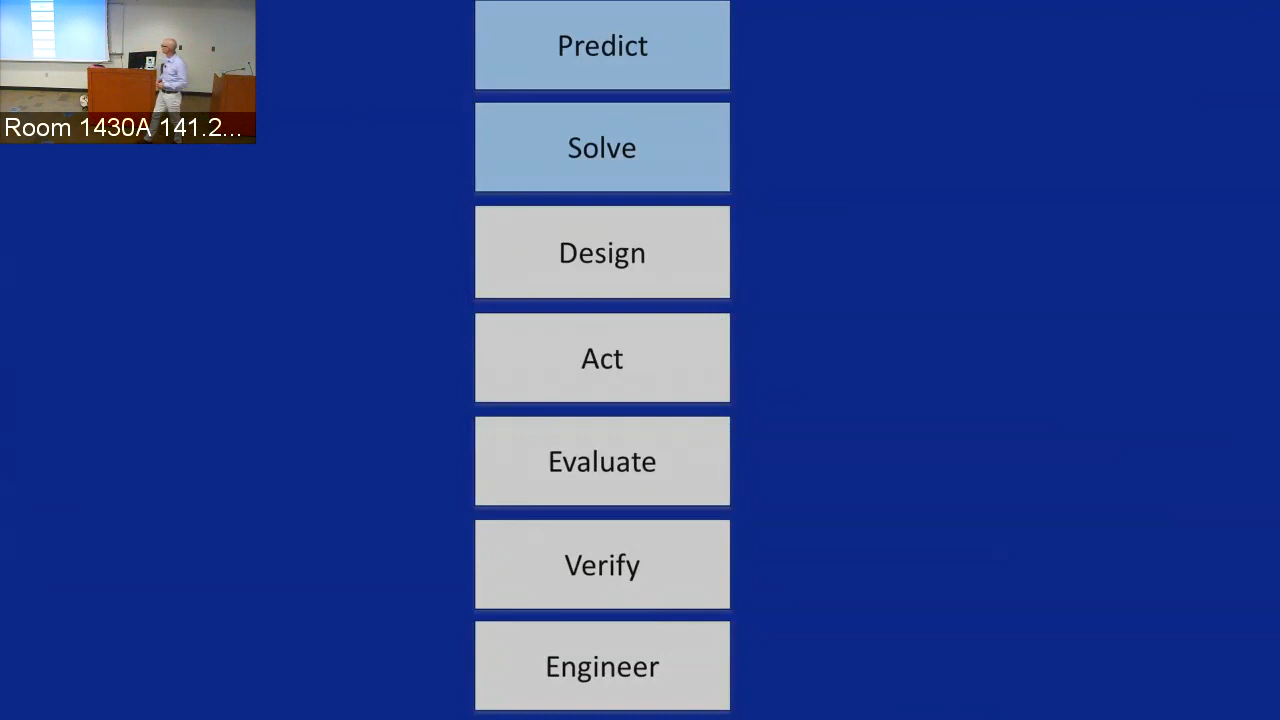 Predict
Solve
Room 1430A 141.2...
Design
Act
Evaluate
Verify
Engineer